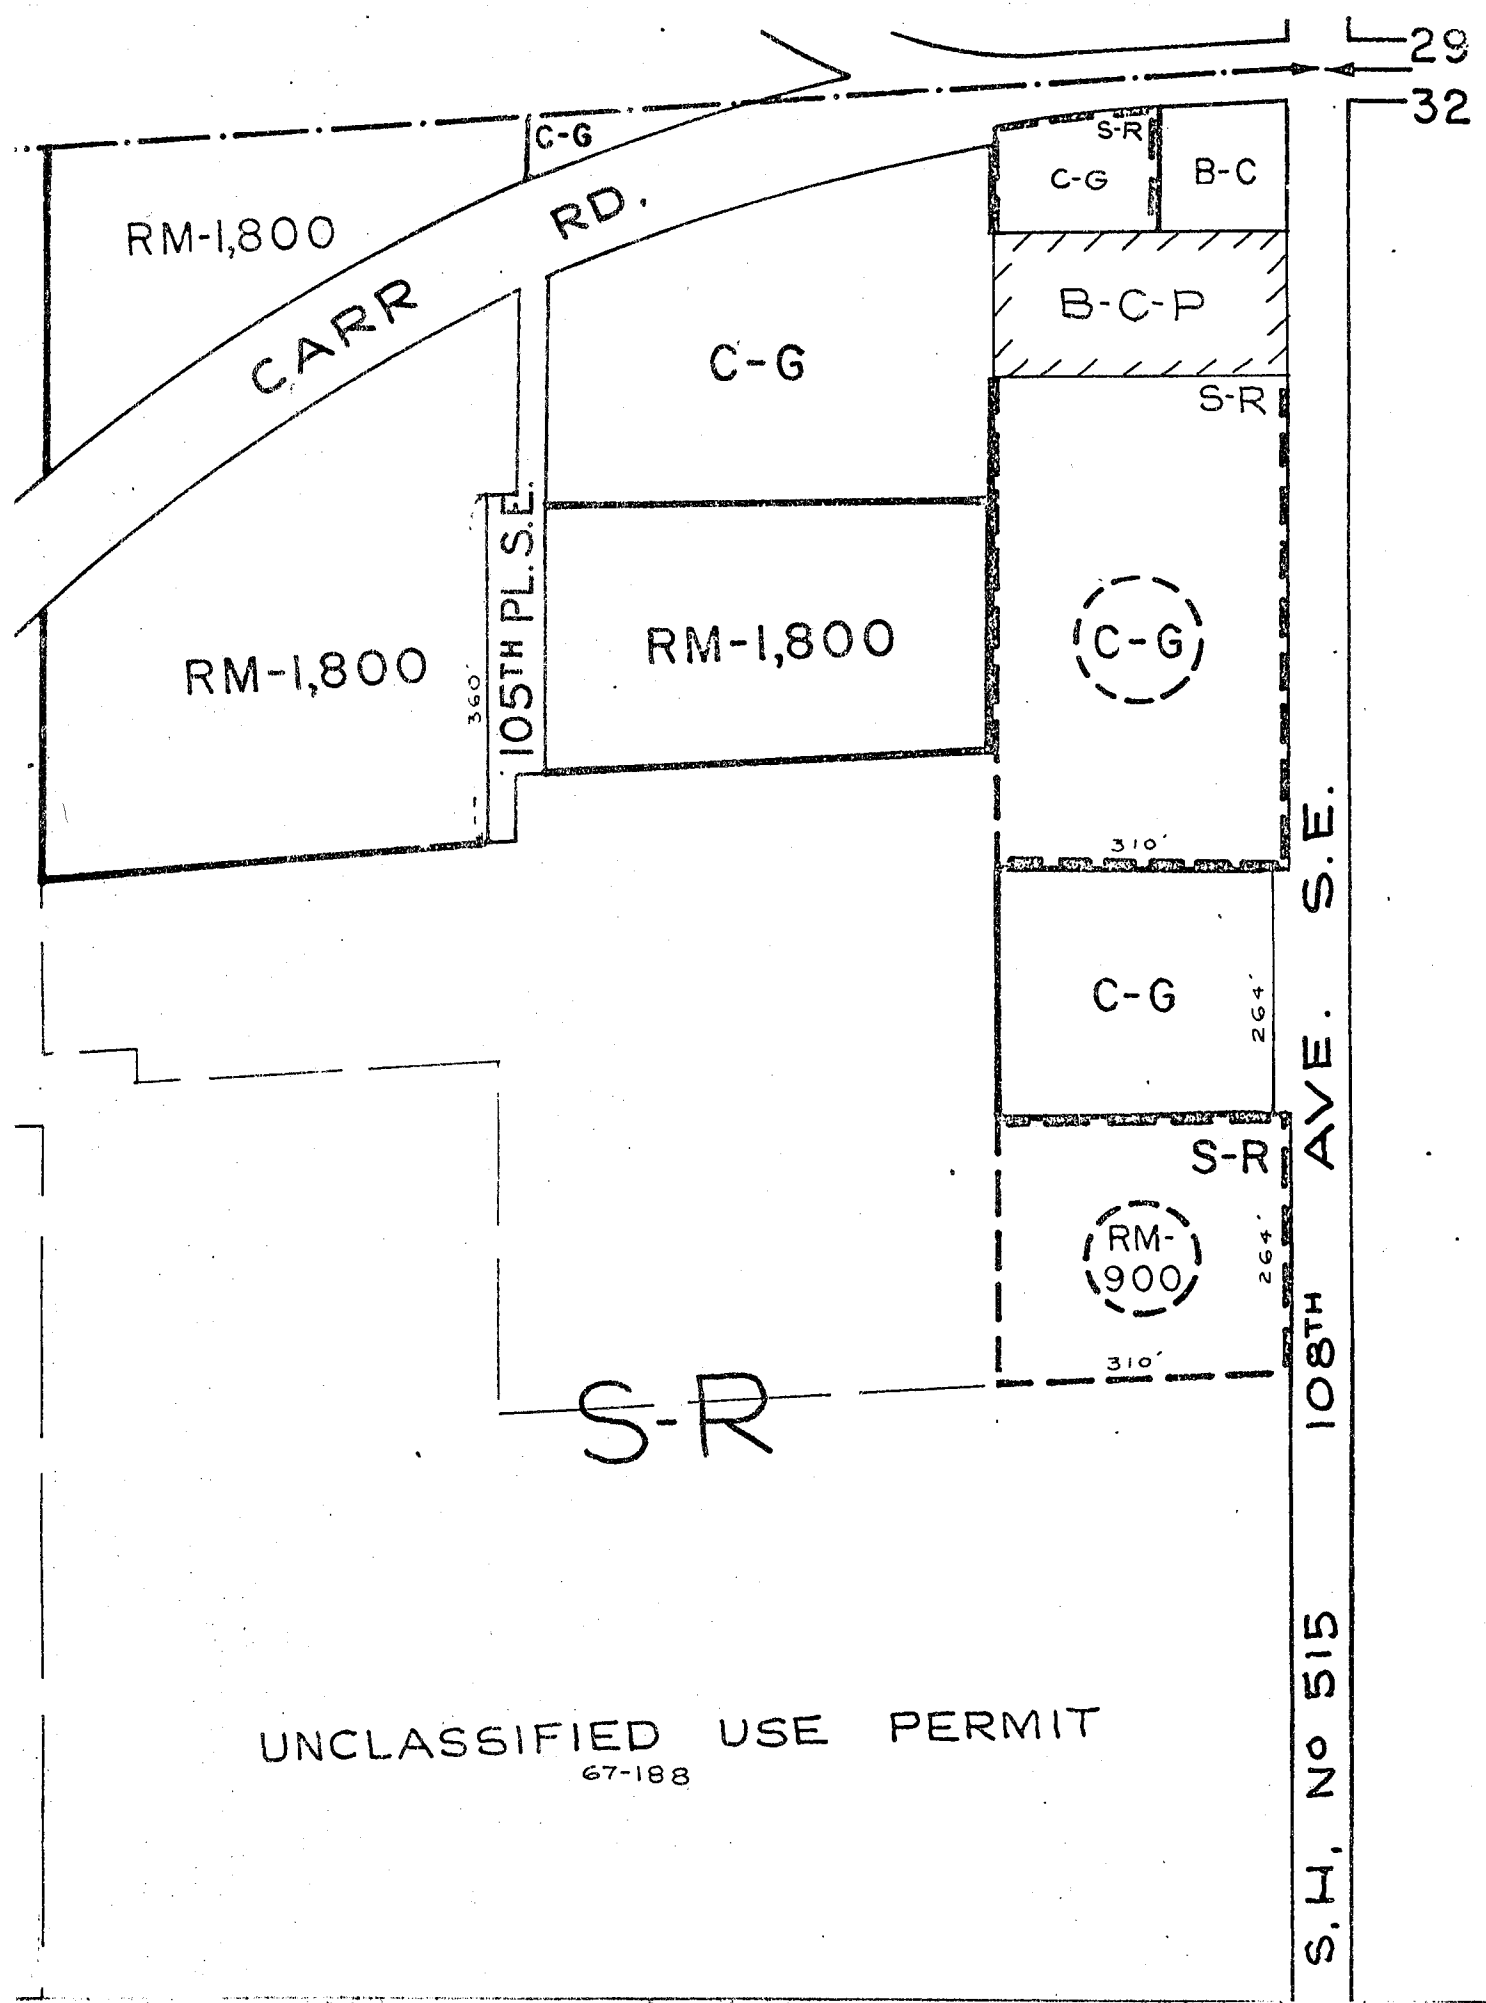 29
32
C-G
S-R
C-G
B-C
RM-1,800
CARR RD.
B-C-P
C-G
S-R
105TH PL. S.E.
360'
RM-1,800
RM-1,800
C-G
310'
C-G
264'
S-R
RM-
900
264'
310'
S-R
108TH AVE. S.E.
S.H. No 515
UNCLASSIFIED USE PERMIT
67-188